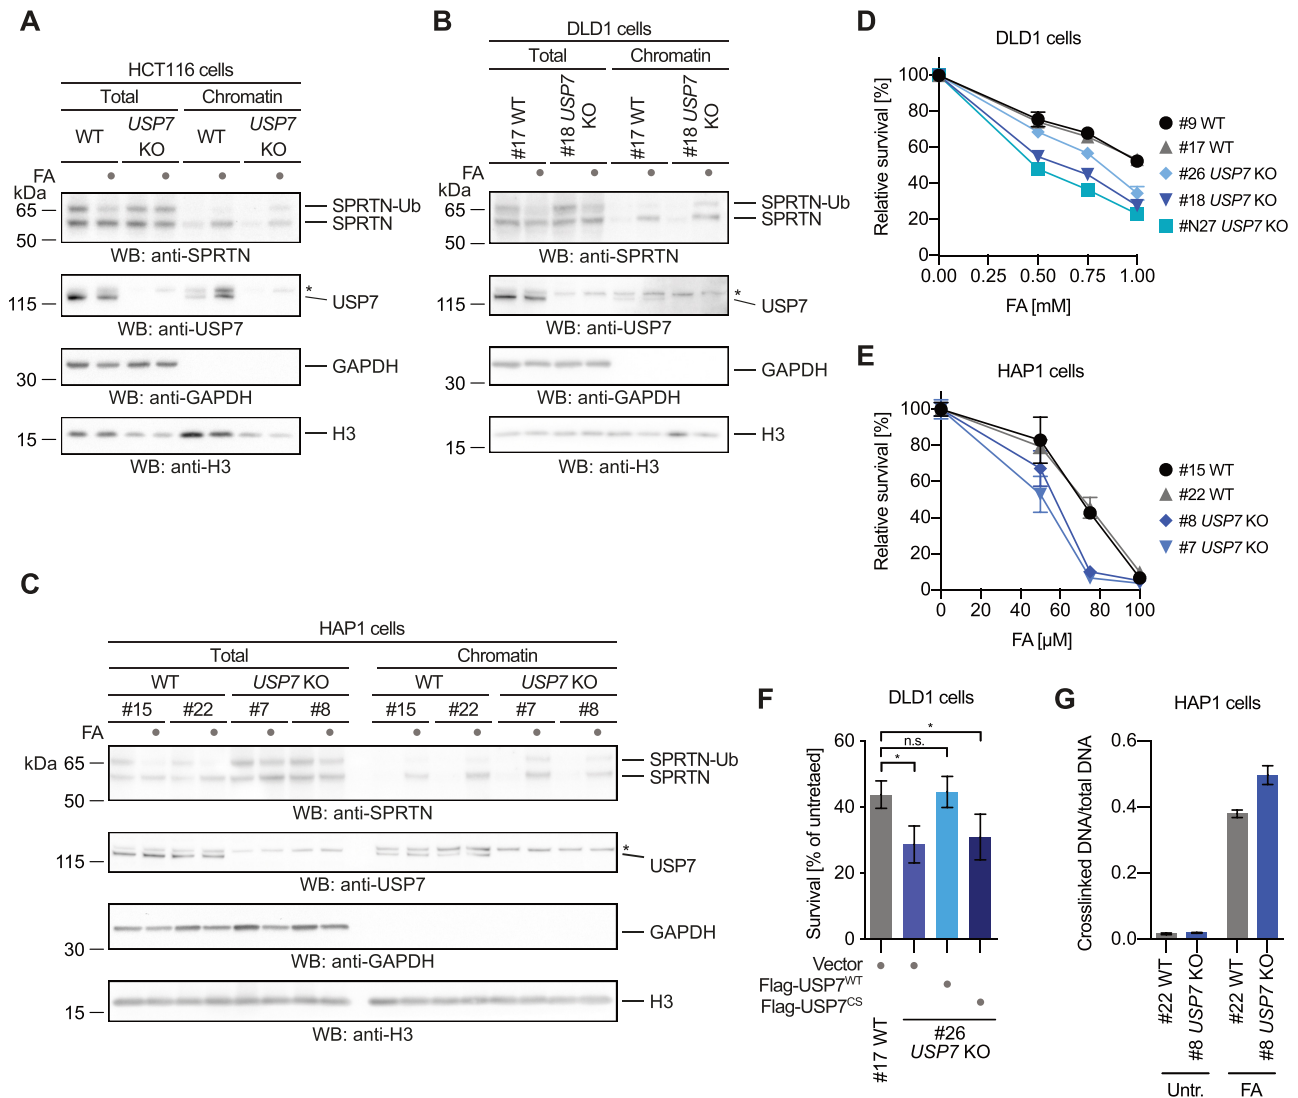 A
HCT116 cells
Total
Chromatin
WT
USP7 KO
WT
USP7 KO
FA
kDa
65
50
SPRTN-Ub
SPRTN
WB: anti-SPRTN
115
*
USP7
WB: anti-USP7
30
GAPDH
WB: anti-GAPDH
15
H3
WB: anti-H3
B
DLD1 cells
Total
Chromatin
#17 WT
#18 USP7 KO
#17 WT
#18 USP7 KO
FA
kDa
65
50
SPRTN-Ub
SPRTN
WB: anti-SPRTN
115
*
USP7
WB: anti-USP7
30
GAPDH
WB: anti-GAPDH
15
H3
WB: anti-H3
C
HAP1 cells
Total
Chromatin
WT
USP7 KO
WT
USP7 KO
#15
#22
#7
#8
#15
#22
#7
#8
FA
kDa 65
50
SPRTN-Ub
SPRTN
WB: anti-SPRTN
115
*
USP7
WB: anti-USP7
30
GAPDH
WB: anti-GAPDH
15
H3
WB: anti-H3
D
DLD1 cells
Relative survival [%]
100
80
60
40
20
0
0.00
0.25
0.50
0.75
1.00
FA [mM]
#9 WT
#17 WT
#26 USP7 KO
#18 USP7 KO
#N27 USP7 KO
E
HAP1 cells
Relative survival [%]
100
80
60
40
20
0
0
20
40
60
80
100
FA [µM]
#15 WT
#22 WT
#8 USP7 KO
#7 USP7 KO
F
DLD1 cells
Survival [% of untretaed]
60
40
20
0
*
n.s.
*
Vector
Flag-USP7WT
Flag-USP7CS
#17 WT
#26
USP7 KO
G
HAP1 cells
Crosslinked DNA/total DNA
0.6
0.4
0.2
0.0
#22 WT
#8 USP7 KO
#22 WT
#8 USP7 KO
Untr.
FA